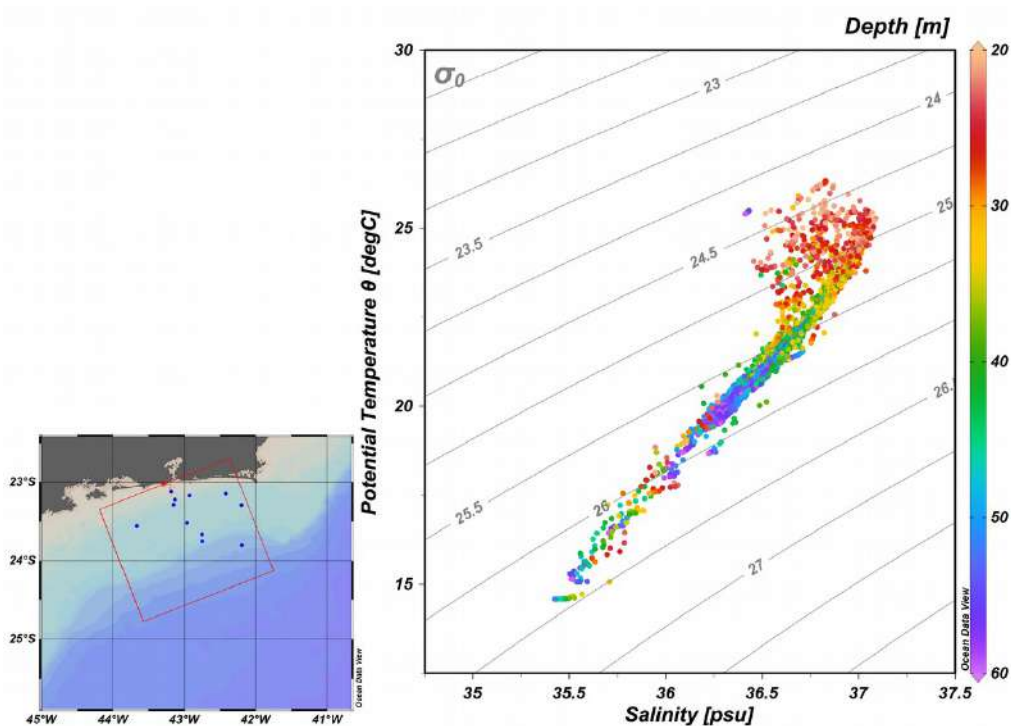 Depth [m]
σ₀
30
25
20
15
Potential Temperature θ [degC]
35
35.5
36
36.5
37
37.5
Salinity [psu]
23
24
23.5
25
24.5
26.
25.5
26
27
20
30
40
50
60
Ocean Data View
23°S
24°S
25°S
45°W
44°W
43°W
42°W
41°W
Ocean Data View